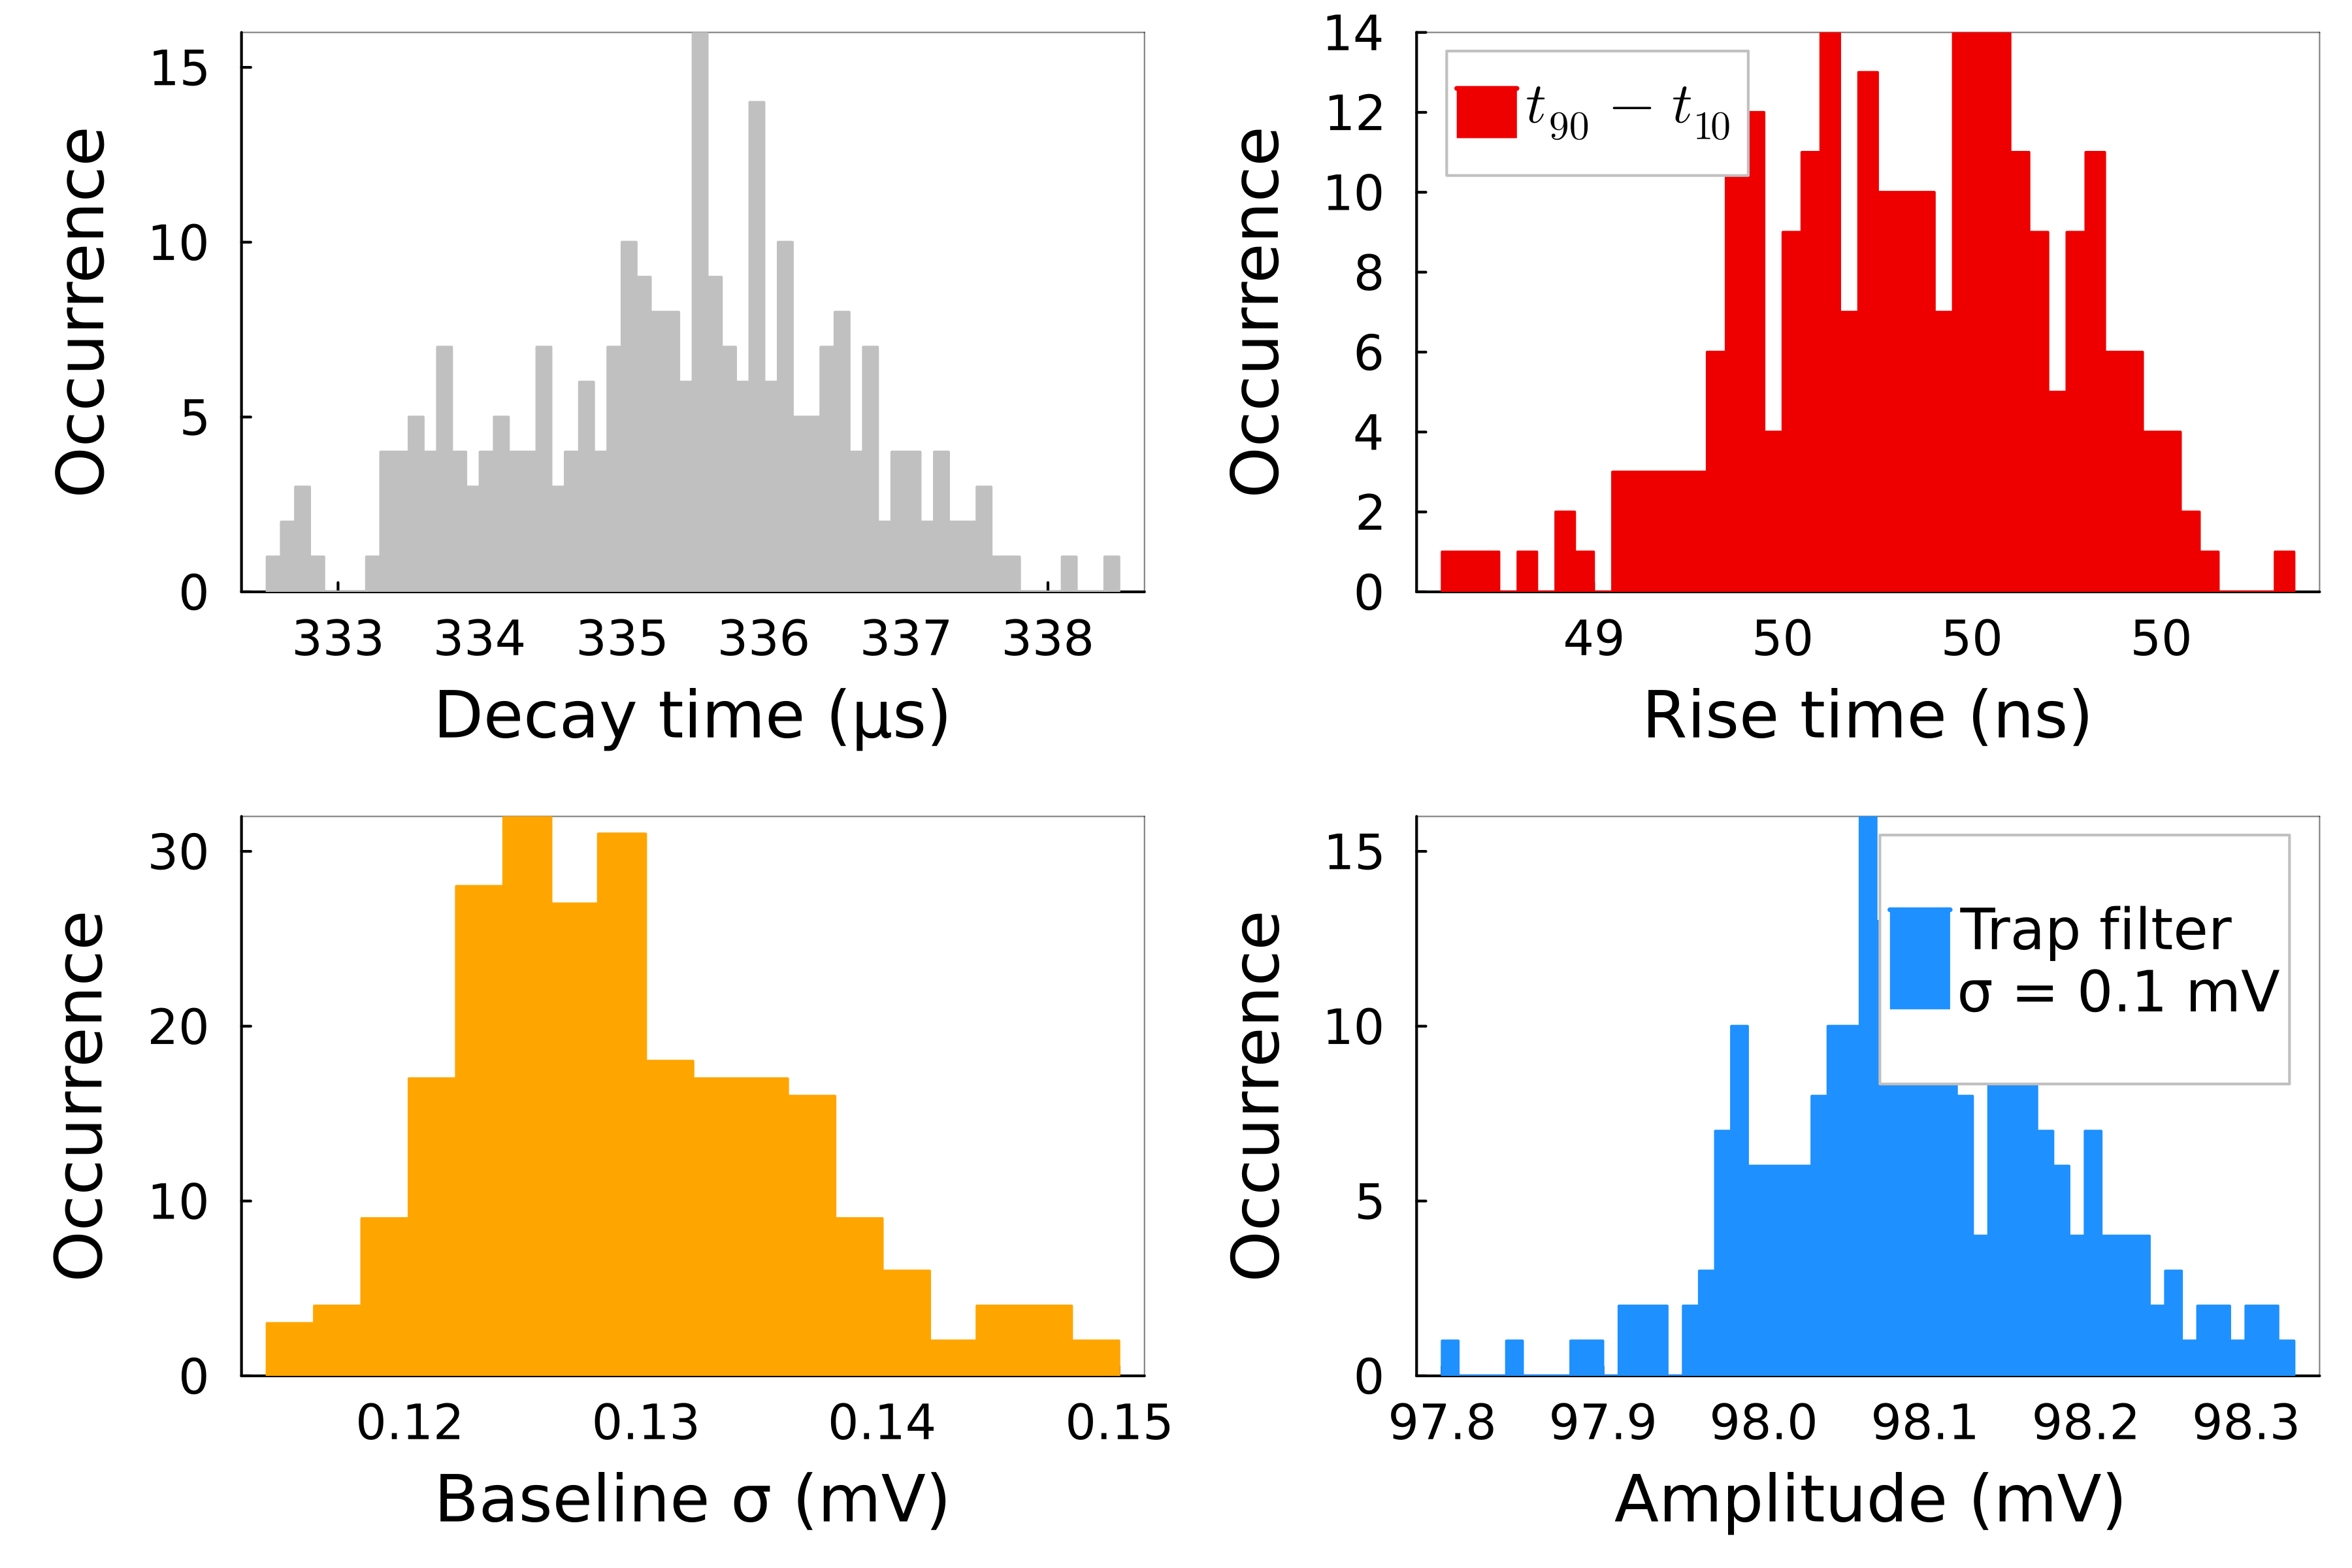 Occurrence
15
10
5
0
333 334 335 336 337 338
Decay time (µs)
Occurrence
14
12
10
8
6
4
2
0
t90 − t10
49 50 50 50
Rise time (ns)
Occurrence
30
20
10
0
0.12 0.13 0.14 0.15
Baseline σ (mV)
Occurrence
15
10
5
0
Trap filter
σ = 0.1 mV
97.8 97.9 98.0 98.1 98.2 98.3
Amplitude (mV)